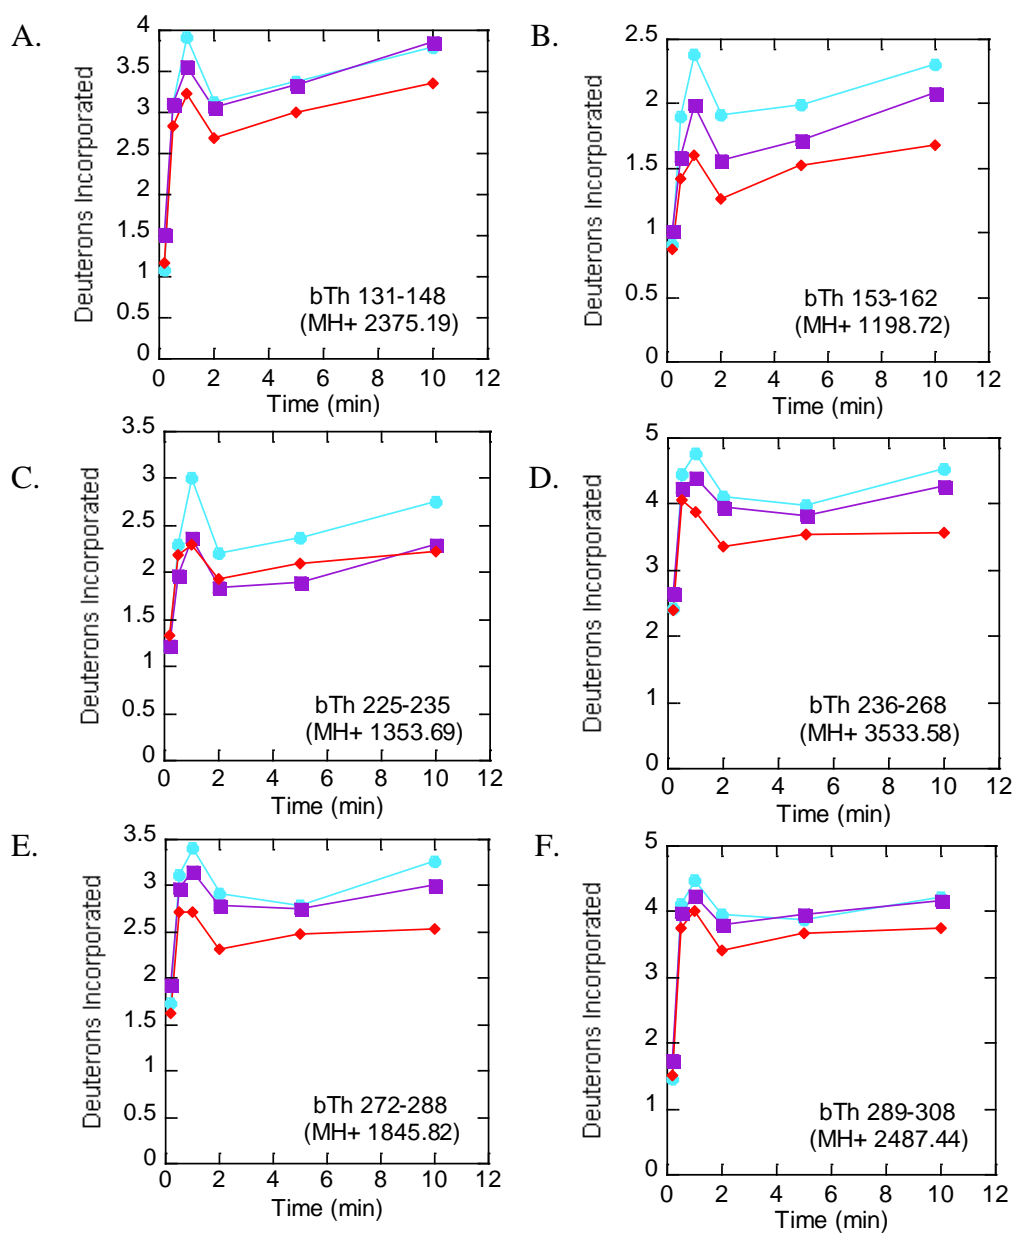 A.
Deuterons Incorporated
4
3.5
3
2.5
2
1.5
1
0.5
0
bTh 131-148
(MH+ 2375.19)
0 2 4 6 8 10 12
Time (min)
B.
Deuterons Incorporated
2.5
2
1.5
1
0.5
0
bTh 153-162
(MH+ 1198.72)
0 2 4 6 8 10 12
Time (min)
C.
Deuterons Incorporated
3.5
3
2.5
2
1.5
1
0.5
0
bTh 225-235
(MH+ 1353.69)
0 2 4 6 8 10 12
Time (min)
D.
Deuterons Incorporated
5
4
3
2
1
0
bTh 236-268
(MH+ 3533.58)
0 2 4 6 8 10 12
Time (min)
E.
Deuterons Incorporated
3.5
3
2.5
2
1.5
1
0.5
0
bTh 272-288
(MH+ 1845.82)
0 2 4 6 8 10 12
Time (min)
F.
Deuterons Incorporated
5
4
3
2
1
0
bTh 289-308
(MH+ 2487.44)
0 2 4 6 8 10 12
Time (min)